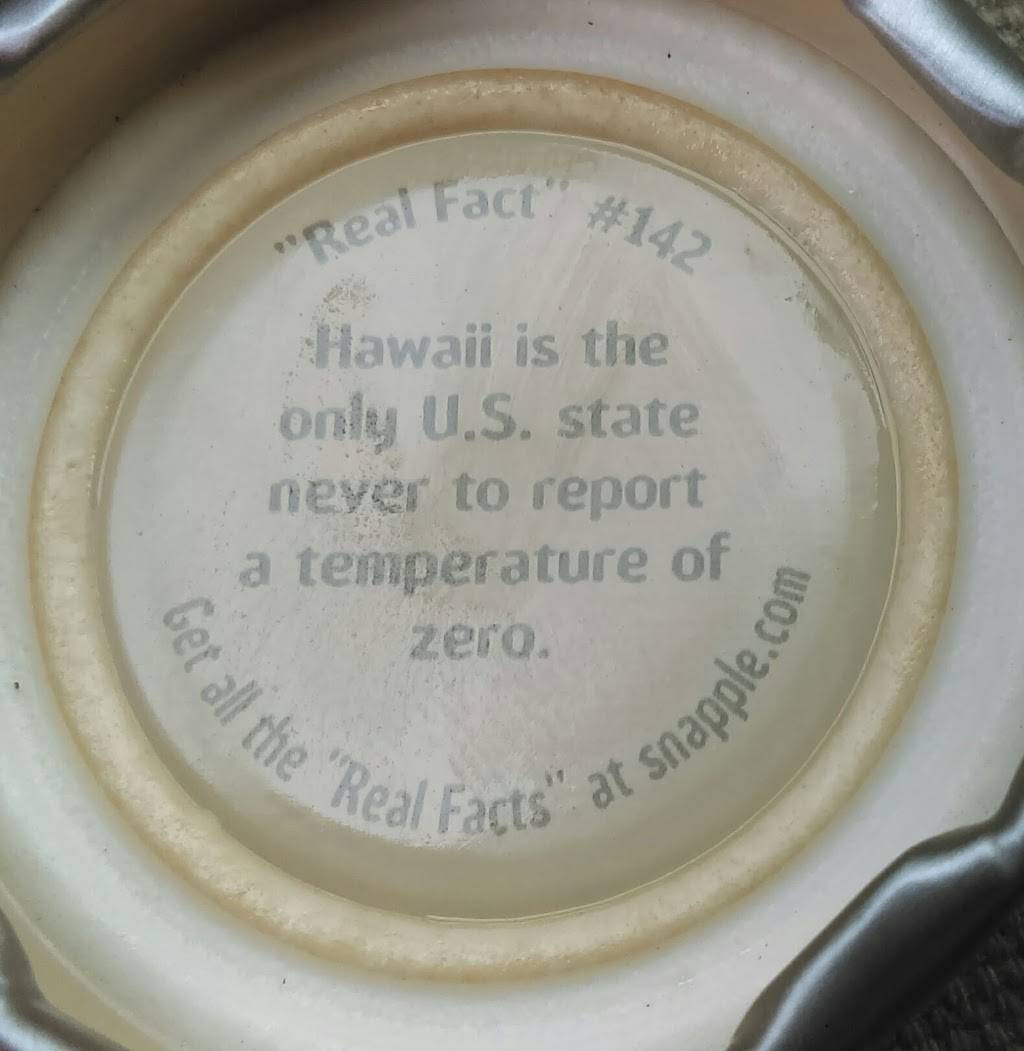 "Real Fact" #142
Hawaii is the
only U.S. state
never to report
a temperature of
zero.
Get all the "Real Facts" at snapple.com